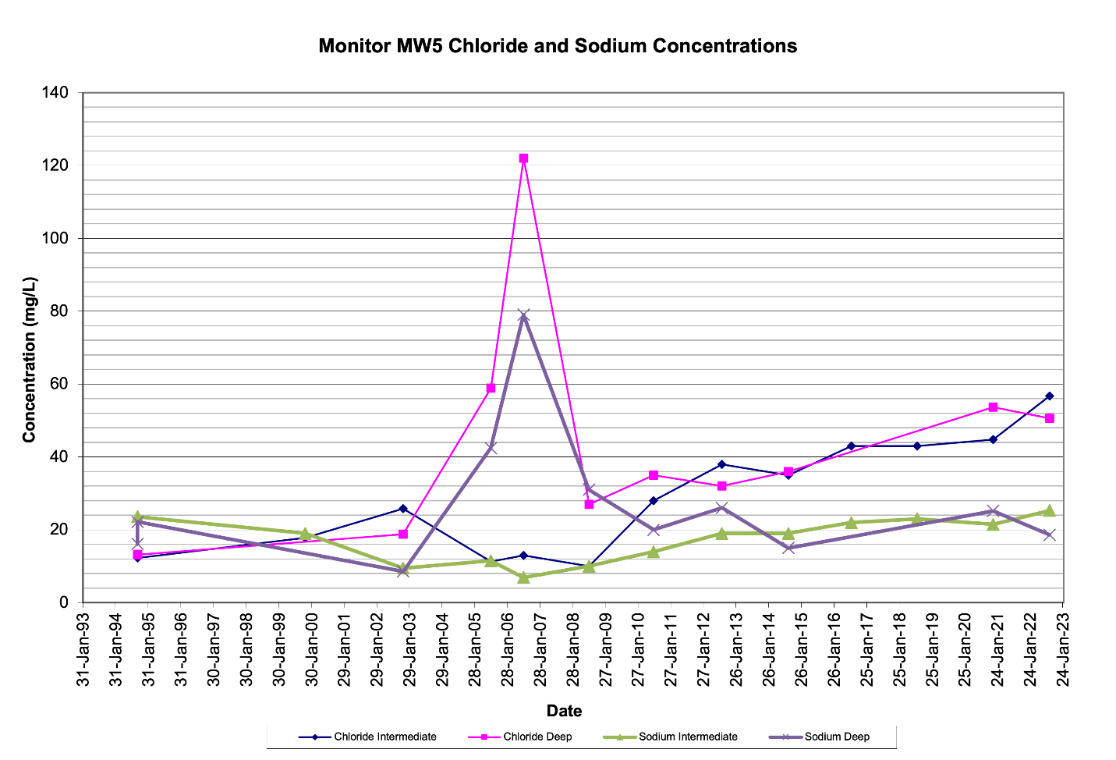 Monitor MW5 Chloride and Sodium Concentrations
140
120
100
80
60
40
20
0
Concentration (mg/L)
31-Jan-93
31-Jan-94
31-Jan-95
31-Jan-96
30-Jan-97
30-Jan-98
30-Jan-99
30-Jan-00
29-Jan-01
29-Jan-02
29-Jan-03
29-Jan-04
28-Jan-05
28-Jan-06
28-Jan-07
28-Jan-08
27-Jan-09
27-Jan-10
27-Jan-11
27-Jan-12
26-Jan-13
26-Jan-14
26-Jan-15
26-Jan-16
25-Jan-17
25-Jan-18
25-Jan-19
25-Jan-20
24-Jan-21
24-Jan-22
24-Jan-23
Date
Chloride Intermediate Chloride Deep Sodium Intermediate Sodium Deep